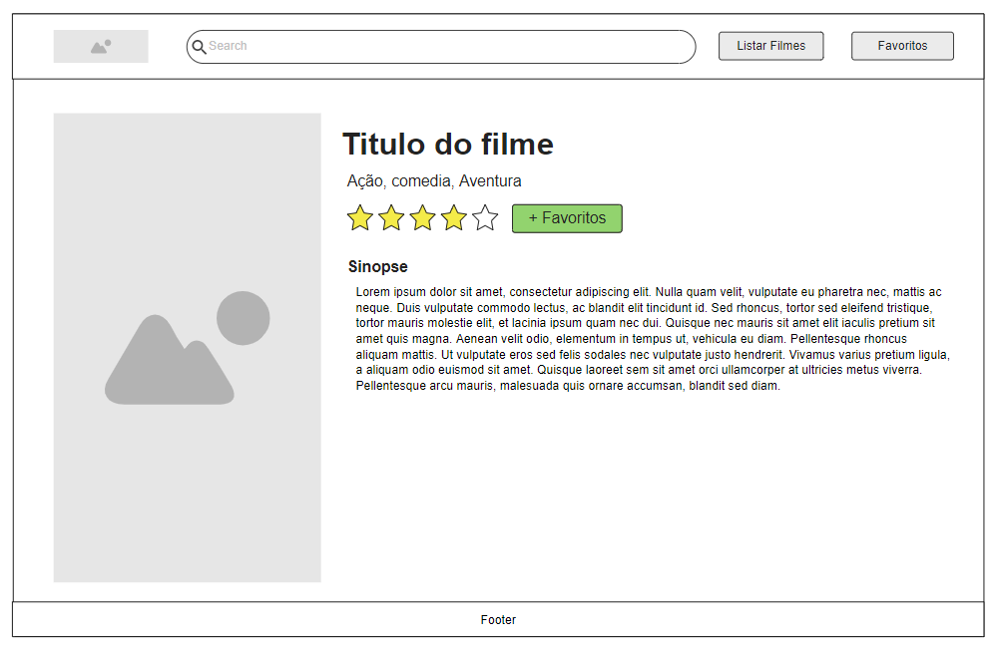 Search
Listar Filmes
Favoritos
Titulo do filme
Ação, comedia, Aventura
+ Favoritos
Sinopse
Lorem ipsum dolor sit amet, consectetur adipiscing elit. Nulla quam velit, vulputate eu pharetra nec, mattis ac
neque. Duis vulputate commodo lectus, ac blandit elit tincidunt id. Sed rhoncus, tortor sed eleifend tristique,
tortor mauris molestie elit, et lacinia ipsum quam nec dui. Quisque nec mauris sit amet elit iaculis pretium sit
amet quis magna. Aenean velit odio, elementum in tempus ut, vehicula eu diam. Pellentesque rhoncus
aliquam mattis. Ut vulputate eros sed felis sodales nec vulputate justo hendrerit. Vivamus varius pretium ligula,
a aliquam odio euismod sit amet. Quisque laoreet sem sit amet orci ullamcorper at ultricies metus viverra.
Pellentesque arcu mauris, malesuada quis ornare accumsan, blandit sed diam.
Footer